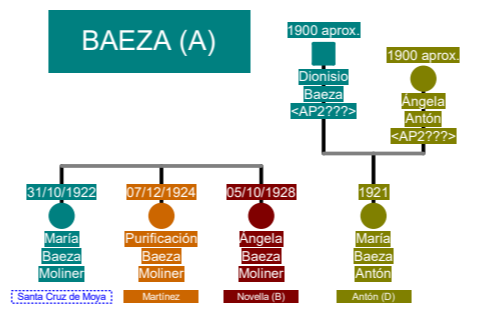 BAEZA (A)
1900 aprox.
Dionisio
Baeza
<AP2???>
1900 aprox.
Ángela
Antón
<AP2???>
31/10/1922
María
Baeza
Moliner
Santa Cruz de Moya
07/12/1924
Purificación
Baeza
Moliner
Martínez
05/10/1928
Ángela
Baeza
Moliner
Novella (B)
1921
María
Baeza
Antón
Antón (D)